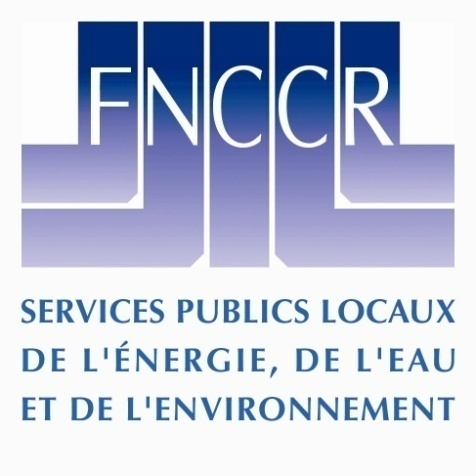 FNCCR
SERVICES PUBLICS LOCAUX
DE L'ÉNERGIE, DE L'EAU
ET DE L'ENVIRONNEMENT